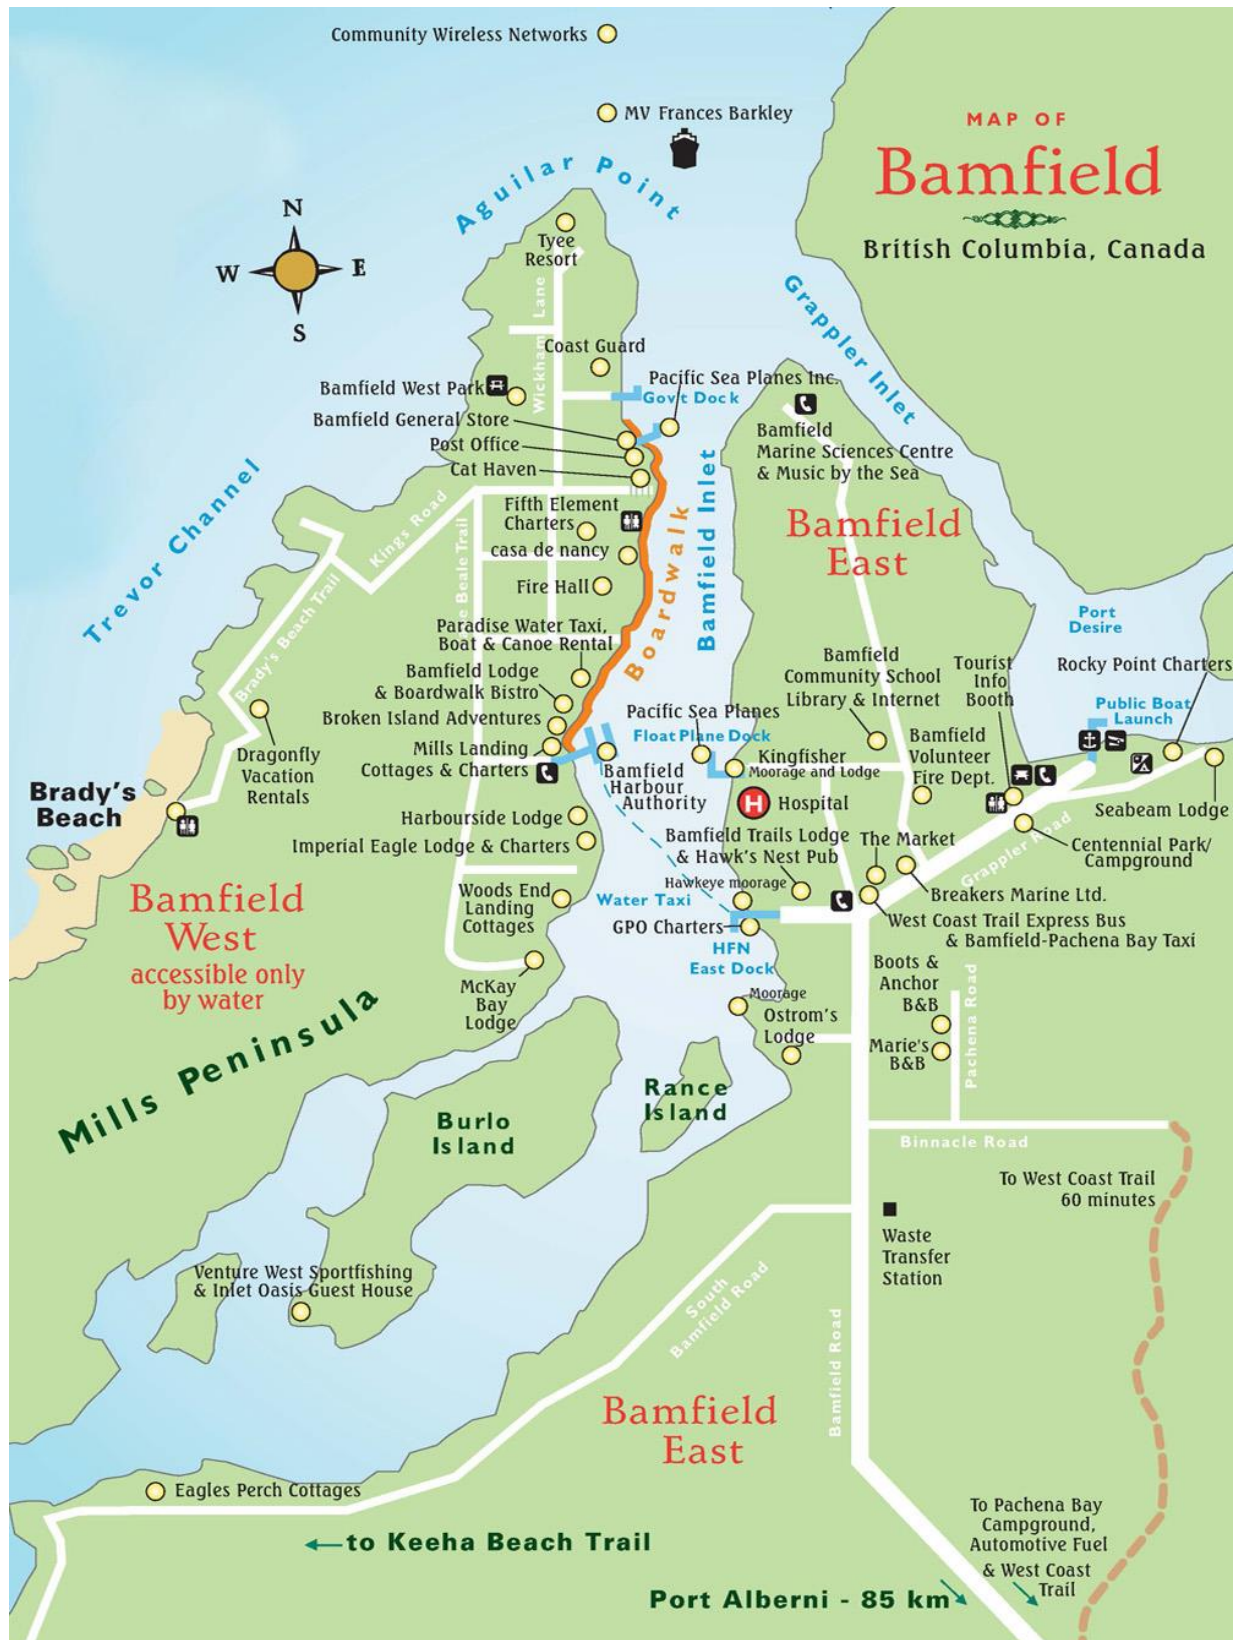 Community Wireless Networks
MV Frances Barkley
MAP OF
Bamfield
British Columbia, Canada
Aguilar Point
N
W
E
S
Tyee
Resort
Grappler Inlet
Wickham Lane
Coast Guard
Pacific Sea Planes Inc.
Bamfield West Park
Gov't Dock
Bamfield General Store
Post Office
Cat Haven
Bamfield
Marine Sciences Centre
& Music by the Sea
Trevor Channel
Kings Road
Fifth Element
Charters
casa de nancy
Fire Hall
Boardwalk
Bamfield Inlet
Bamfield
East
Beale Trail
Brady's Beach Trail
Paradise Water Taxi,
Boat & Canoe Rental
Bamfield Lodge
& Boardwalk Bistro
Broken Island Adventures
Mills Landing
Cottages & Charters
Port
Desire
Bamfield
Community School
Library & Internet
Tourist
Info
Booth
Rocky Point Charters
Public Boat
Launch
Pacific Sea Planes
Float Plane Dock
Kingfisher
Moorage and Lodge
Bamfield
Volunteer
Fire Dept.
Dragonfly
Vacation
Rentals
Brady's
Beach
Bamfield
Harbour
Authority
H
Hospital
Seabeam Lodge
Harbourside Lodge
Imperial Eagle Lodge & Charters
Bamfield Trails Lodge
& Hawk's Nest Pub
The Market
Grappler Road
Centennial Park/
Campground
Bamfield
West
accessible only
by water
Woods End
Landing
Cottages
Water Taxi
Hawkeye moorage
GPO Charters
Breakers Marine Ltd.
West Coast Trail Express Bus
& Bamfield-Pachena Bay Taxi
HFN
East Dock
McKay
Bay
Lodge
Boots &
Anchor
B&B
Pachena Road
Moorage
Ostrom's
Lodge
Marie's
B&B
Mills Peninsula
Rance
Island
Burlo
Island
Binnacle Road
To West Coast Trail
60 minutes
Waste
Transfer
Station
Venture West Sportfishing
& Inlet Oasis Guest House
South
Bamfield Road
Bamfield Road
Bamfield
East
Eagles Perch Cottages
to Keeha Beach Trail
To Pachena Bay
Campground,
Automotive Fuel
& West Coast
Trail
Port Alberni - 85 km